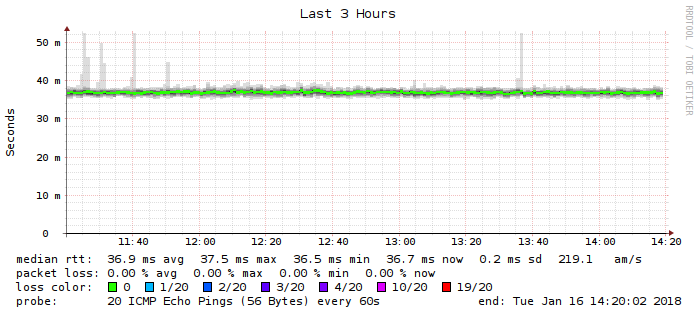 Last 3 Hours
RRDTOOL / TOBI OETIKER
Seconds
50 m
40 m
30 m
20 m
10 m
0
11:40 12:00 12:20 12:40 13:00 13:20 13:40 14:00 14:20
median rtt: 36.9 ms avg 37.5 ms max 36.5 ms min 36.7 ms now 0.2 ms sd 219.1 am/s
packet loss: 0.00 % avg 0.00 % max 0.00 % min 0.00 % now
loss color: 0 1/20 2/20 3/20 4/20 10/20 19/20
probe: 20 ICMP Echo Pings (56 Bytes) every 60s end: Tue Jan 16 14:20:02 2018